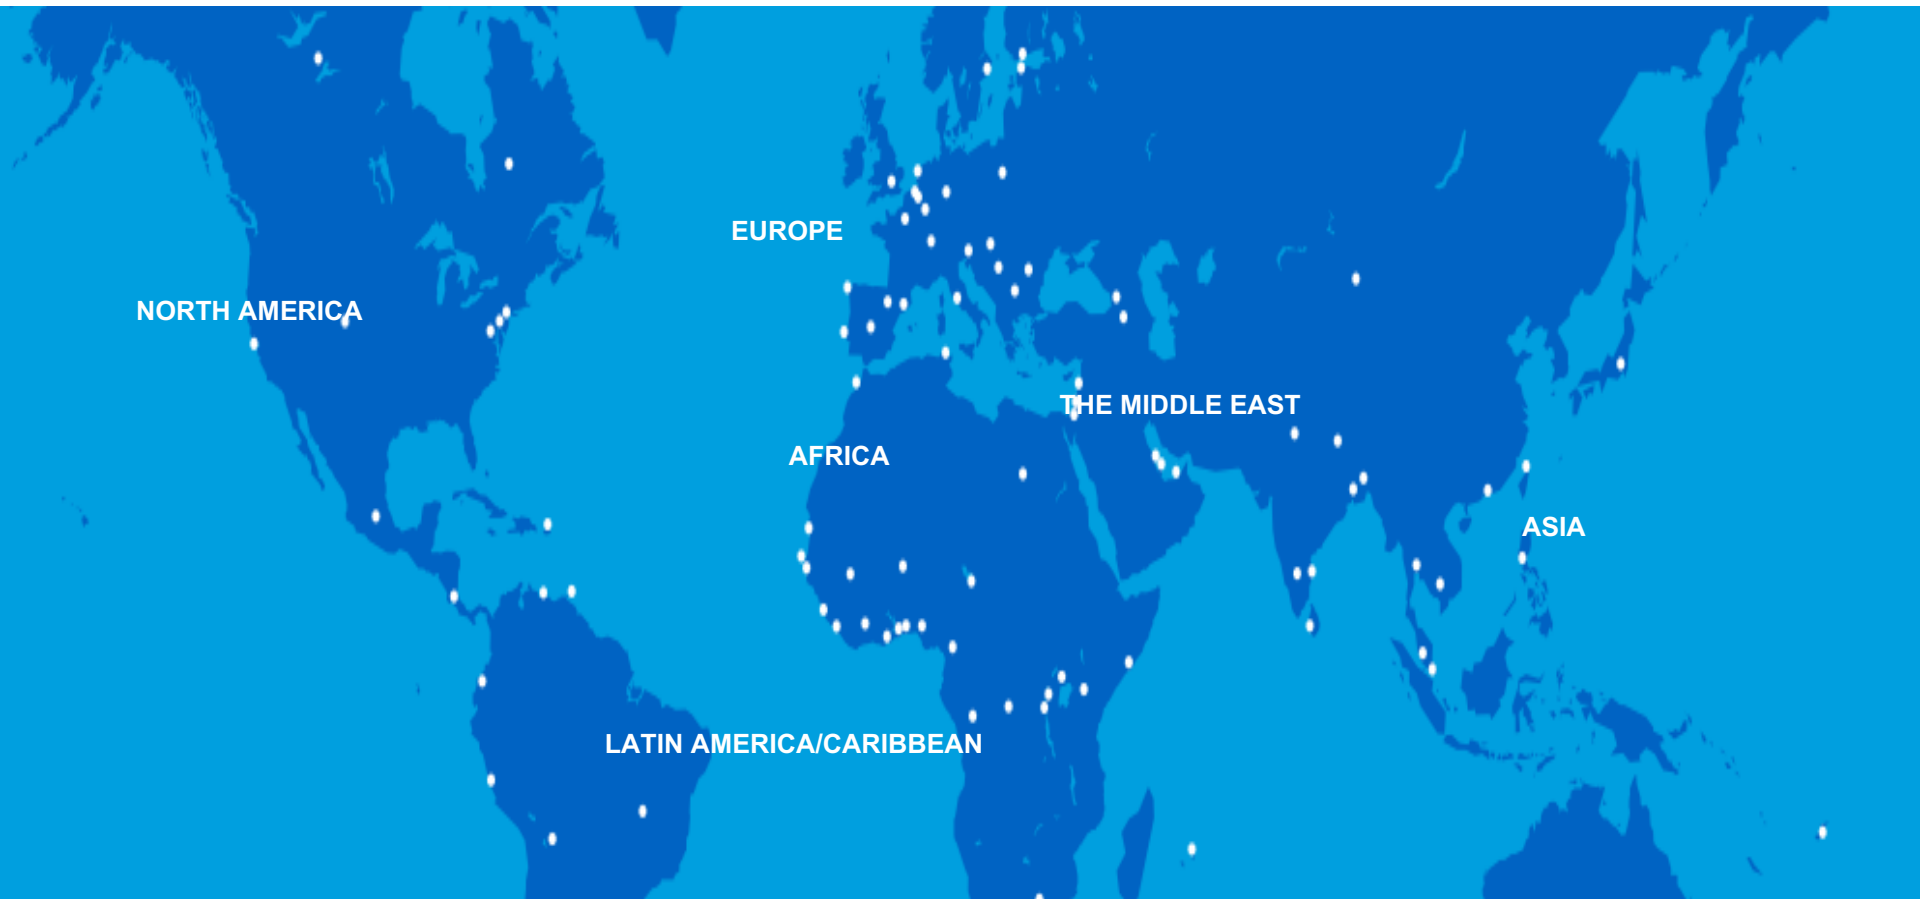 EUROPE
NORTH AMERICA
THE MIDDLE EAST
AFRICA
ASIA
LATIN AMERICA/CARIBBEAN